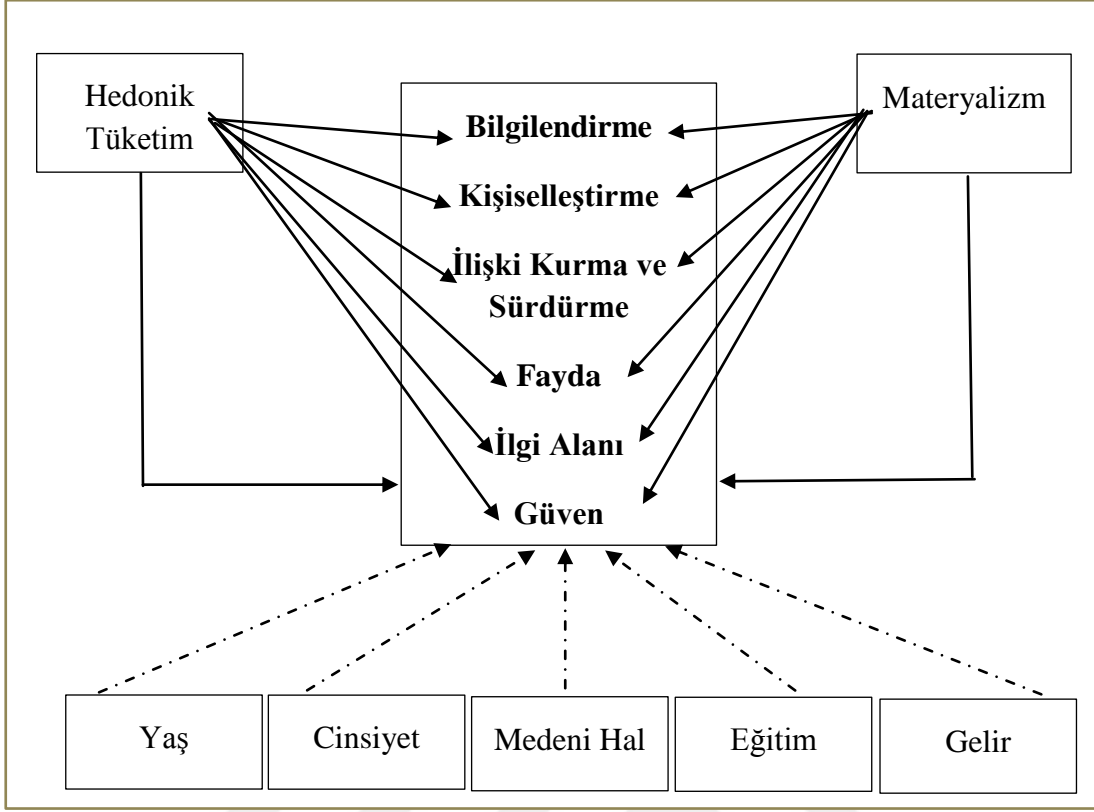 Hedonik
Tüketim
Materyalizm
Bilgilendirme
Kişiselleştirme
İlişki Kurma ve
Sürdürme
Fayda
İlgi Alanı
Güven
Yaş
Cinsiyet
Medeni Hal
Eğitim
Gelir